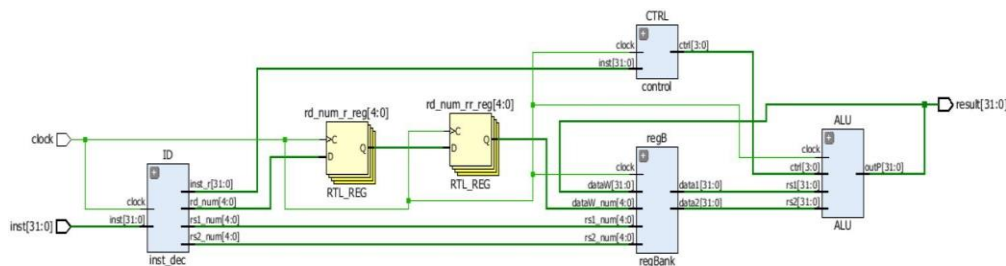 CTRL
clock
inst[31:0]
ctrl[3:0]
control
rd_num_r_reg[4:0]
C
D
Q
RTL_REG
rd_num_rr_reg[4:0]
C
D
Q
RTL_REG
clock
inst[31:0]
ID
clock
inst[31:0]
inst_r[31:0]
rd_num[4:0]
rs1_num[4:0]
rs2_num[4:0]
inst_dec
regB
clock
dataW[31:0]
dataW_num[4:0]
rs1_num[4:0]
rs2_num[4:0]
data1[31:0]
data2[31:0]
regBank
ALU
clock
ctrl[3:0]
rs1[31:0]
rs2[31:0]
outP[31:0]
ALU
result[31:0]